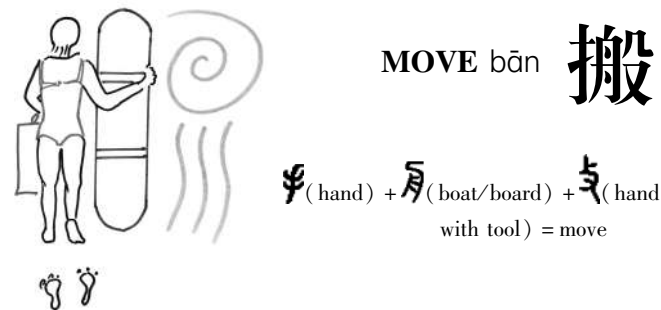 MOVE bān 搬
(hand) + (boat/board) + (hand
with tool) = move